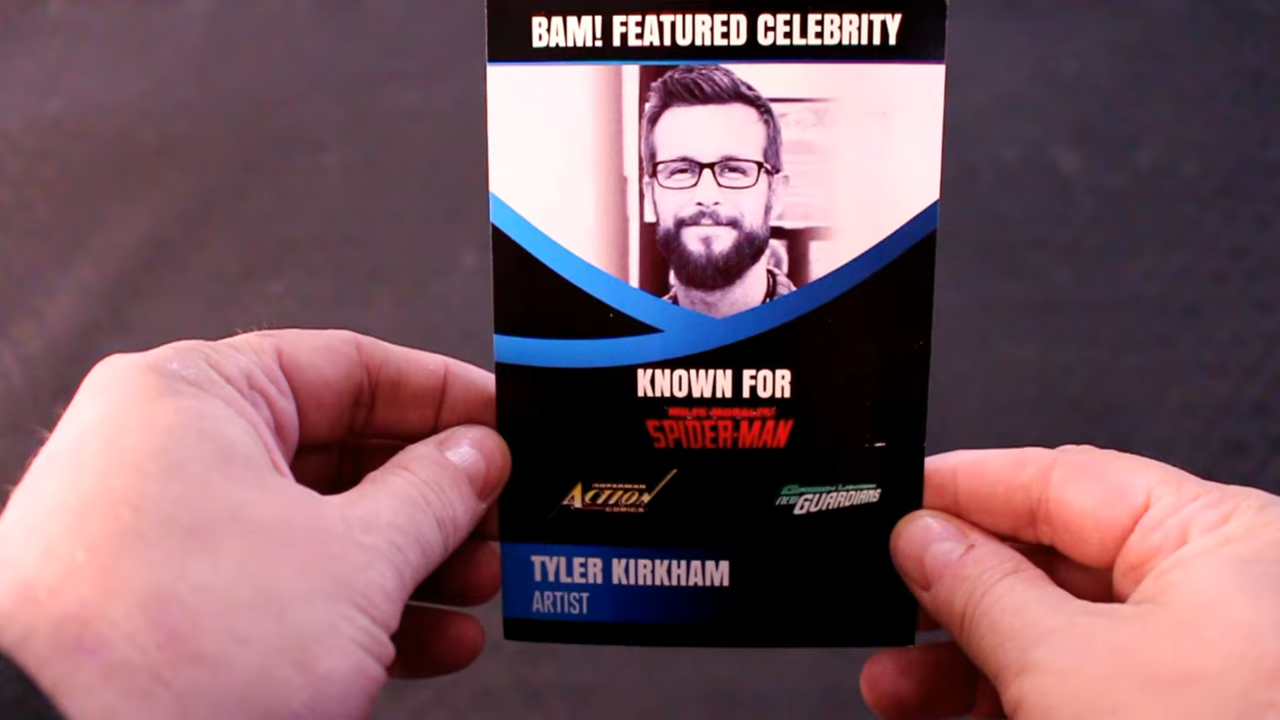 BAM! FEATURED CELEBRITY
KNOWN FOR
MILES MORALES
SPIDER-MAN
SUPERMAN
ACTION
COMICS
GREEN LANTERN
NEW GUARDIANS
TYLER KIRKHAM
ARTIST